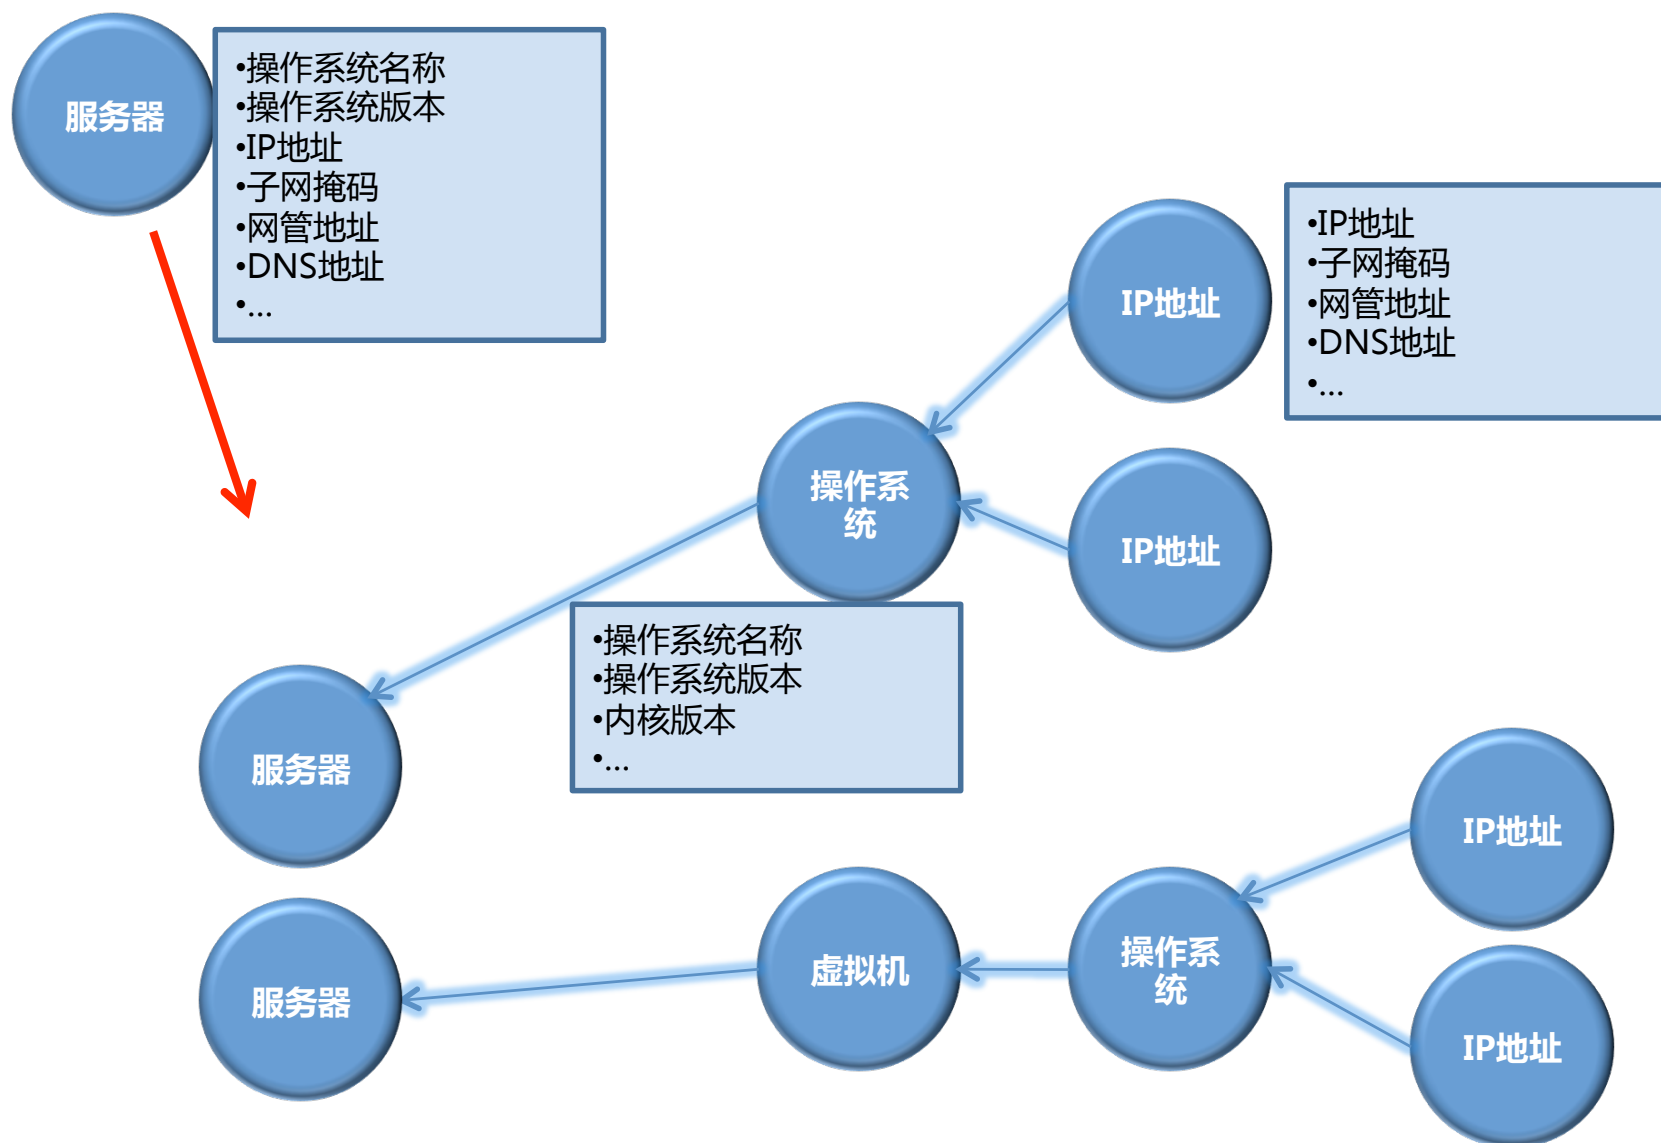 服务器
•操作系统名称
•操作系统版本
•IP地址
•子网掩码
•网管地址
•DNS地址
•...
IP地址
•IP地址
•子网掩码
•网管地址
•DNS地址
•...
操作系
统
IP地址
•操作系统名称
•操作系统版本
•内核版本
•...
服务器
IP地址
服务器
虚拟机
操作系
统
IP地址